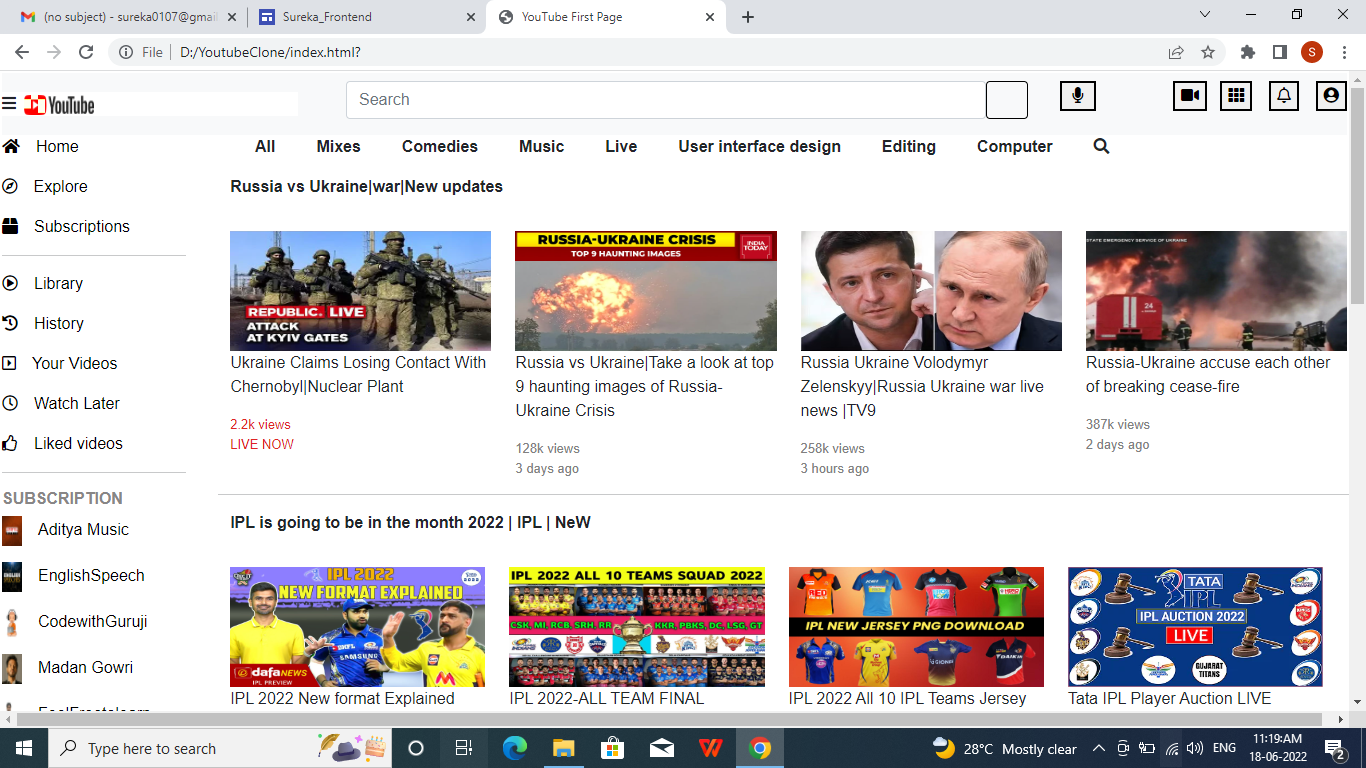 (no subject) - sureka0107@gmai
Sureka_Frontend
YouTube First Page
File
D:/YoutubeClone/index.html?
S
YouTube
Search
Home
All
Mixes
Comedies
Music
Live
User interface design
Editing
Computer
Explore
Subscriptions
Library
History
Your Videos
Watch Later
Liked videos
SUBSCRIPTION
Aditya Music
EnglishSpeech
CodewithGuruji
Madan Gowri
Russia vs Ukraine|war|New updates
REPUBLIC. LIVE
ATTACK
AT KYIV GATES
Ukraine Claims Losing Contact With
Chernobyl|Nuclear Plant
2.2k views
LIVE NOW
RUSSIA-UKRAINE CRISIS
TOP 9 HAUNTING IMAGES
INDIA
TODAY
Russia vs Ukraine|Take a look at top
9 haunting images of Russia-
Ukraine Crisis
128k views
3 days ago
Russia Ukraine Volodymyr
Zelenskyy|Russia Ukraine war live
news |TV9
258k views
3 hours ago
STATE EMERGENCY SERVICE OF UKRAINE
24
Russia-Ukraine accuse each other
of breaking cease-fire
387k views
2 days ago
IPL is going to be in the month 2022 | IPL | NeW
IPL 2022
NEW FORMAT EXPLAINED
SAMSUNG
dafaNEWS
IPL PREVIEW
IPL 2022 New format Explained
IPL 2022 ALL 10 TEAMS SQUAD 2022
CSK, MI, RCB, SRH, RR
KKR, PBKS, DC, LSG, GT
IPL 2022-ALL TEAM FINAL
IPL NEW JERSEY PNG DOWNLOAD
IPL 2022 All 10 IPL Teams Jersey
TATA
IPL
IPL AUCTION 2022
LIVE
GUJARAT
TITANS
Tata IPL Player Auction LIVE
Type here to search
28°C Mostly clear
ENG
11:19:AM
18-06-2022
2